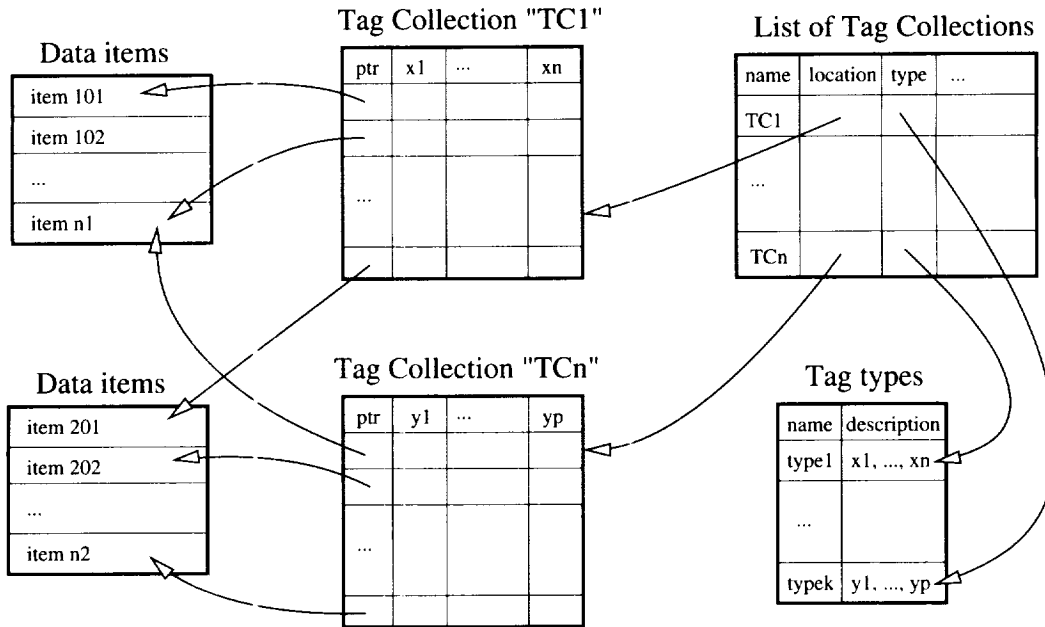 Tag Collection "TC1"
List of Tag Collections
Data items
ptr x1 ... xn
name location type ...
item 101
item 102
...
item n1
...
TC1
...
TCn
Data items
Tag Collection "TCn"
Tag types
item 201
item 202
...
item n2
ptr y1 ... yp
...
name description
type1 x1, ..., xn
...
typek y1, ..., yp